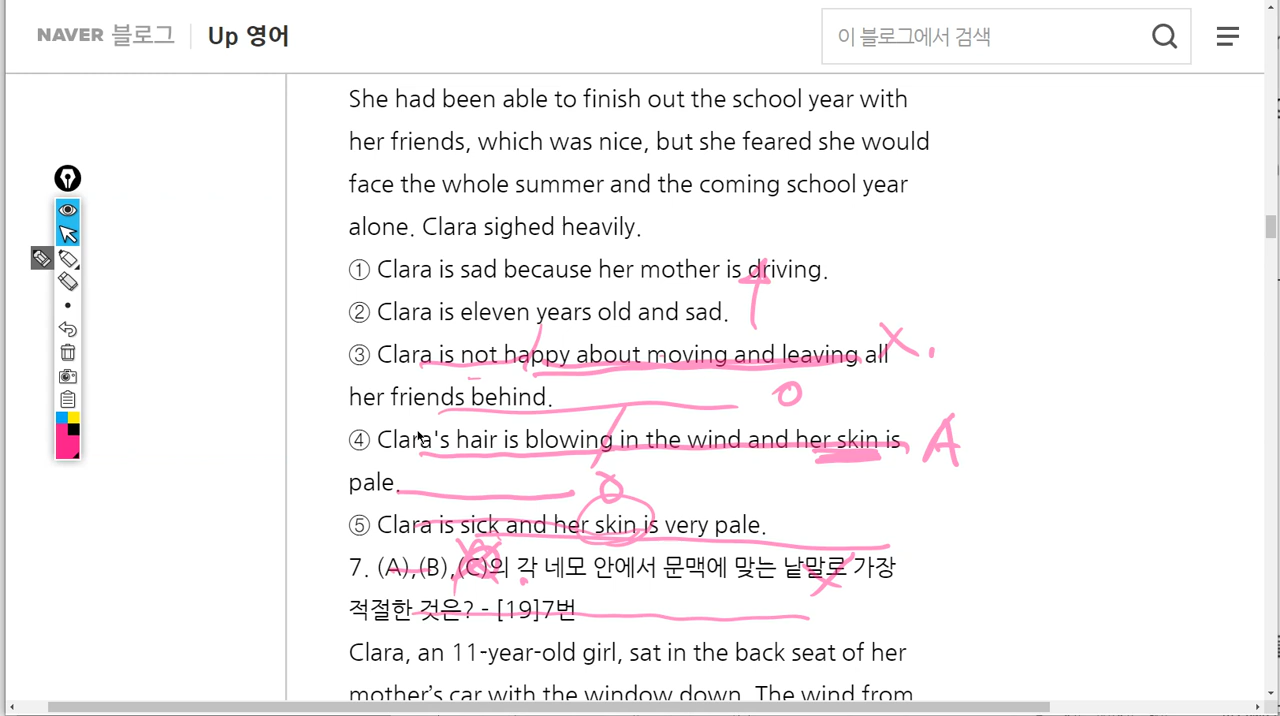 NAVER 블로그 Up 영어 이 블로그에서 검색
She had been able to finish out the school year with
her friends, which was nice, but she feared she would
face the whole summer and the coming school year
alone. Clara sighed heavily.
① Clara is sad because her mother is driving.
② Clara is eleven years old and sad.
③ Clara is not happy about moving and leaving all
her friends behind.
④ Clara's hair is blowing in the wind and her skin is
pale.
⑤ Clara is sick and her skin is very pale.
7. (A),(B),(C)의 각 네모 안에서 문맥에 맞는 낱말로 가장
적절한 것은? - [19]7번
Clara, an 11-year-old girl, sat in the back seat of her
mother's car with the window down. The wind from